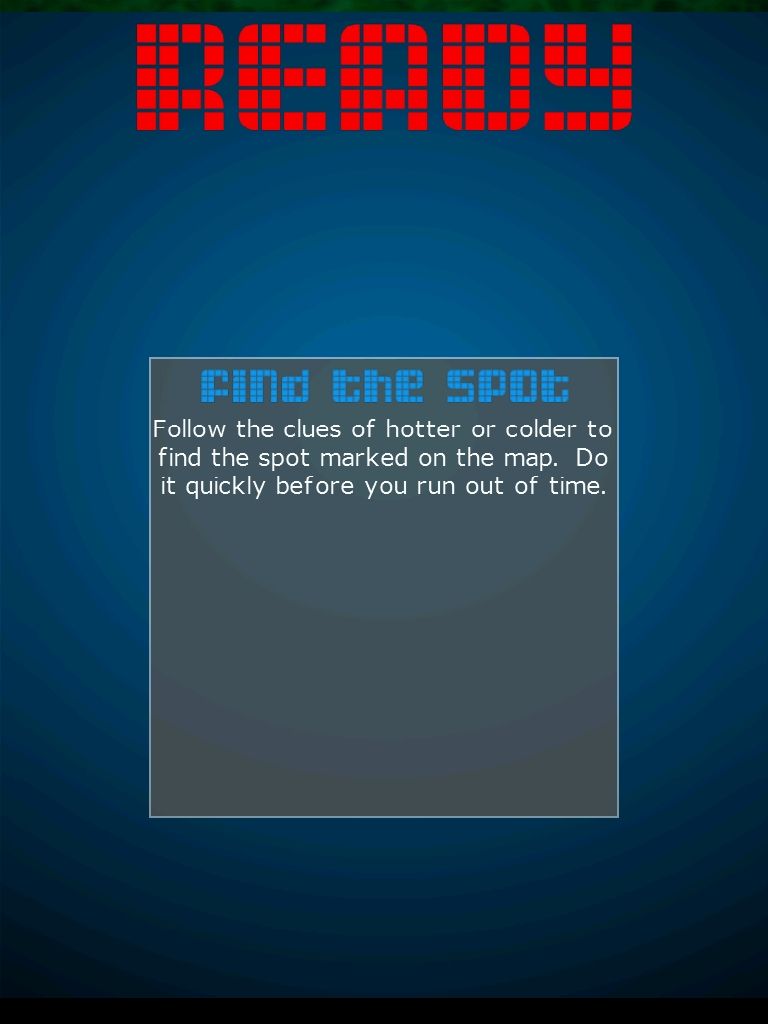 READY
Find the Spot
Follow the clues of hotter or colder to
find the spot marked on the map.  Do
it quickly before you run out of time.